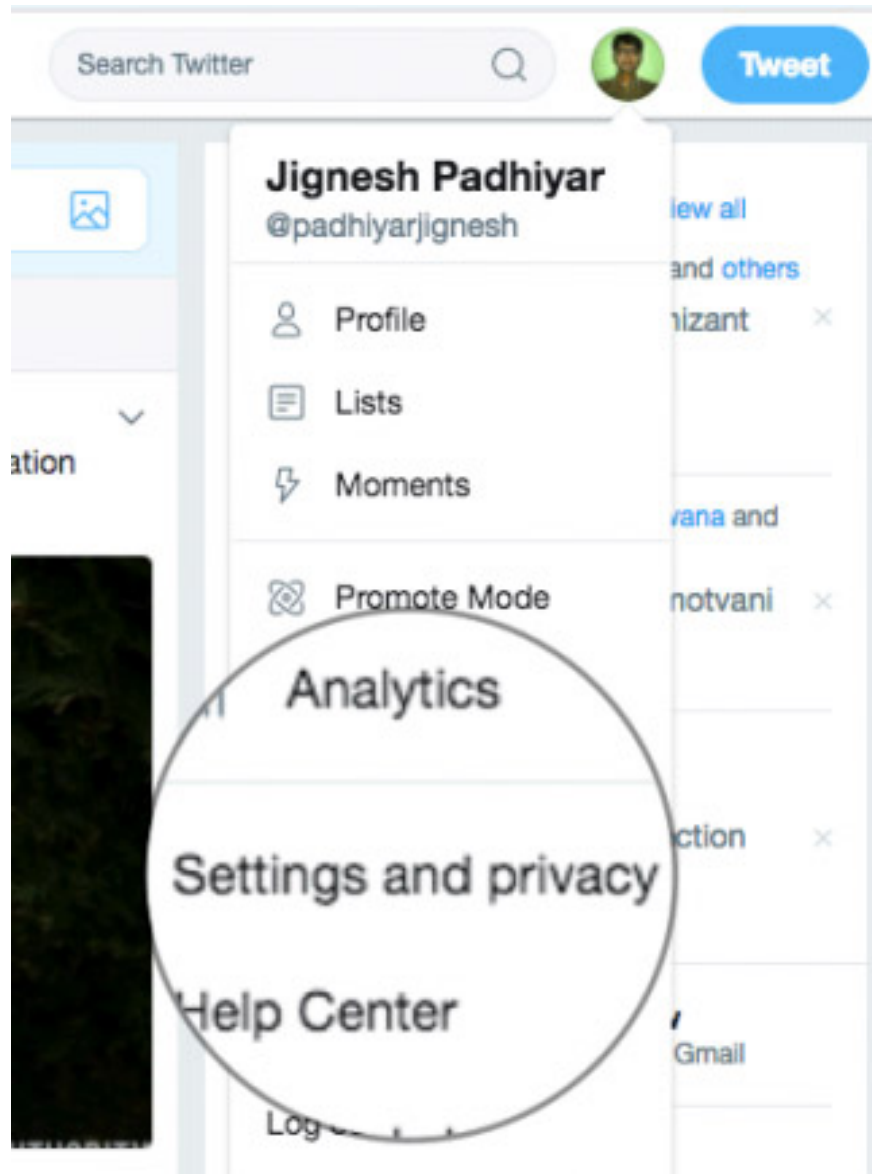 Search Twitter
Tweet
Jignesh Padhiyar
@padhiyarjignesh
iew all
and others
Profile
nizant
Lists
ation
Moments
vana and
Promote Mode
notvani
Analytics
ction
Settings and privacy
Help Center
Gmail
Log